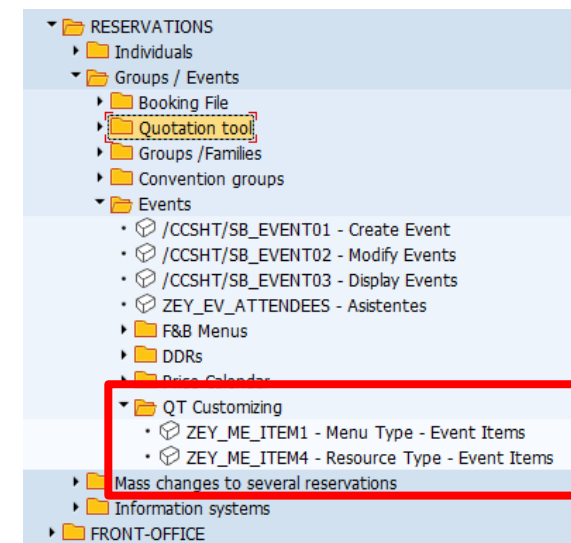 RESERVATIONS
Individuals
Groups / Events
Booking File
Quotation tool
Groups /Families
Convention groups
Events
/CCSHT/SB_EVENT01 - Create Event
/CCSHT/SB_EVENT02 - Modify Events
/CCSHT/SB_EVENT03 - Display Events
ZEY_EV_ATTENDEES - Asistentes
F&B Menus
DDRs
Price Calendar
QT Customizing
ZEY_ME_ITEM1 - Menu Type - Event Items
ZEY_ME_ITEM4 - Resource Type - Event Items
Mass changes to several reservations
Information systems
FRONT-OFFICE